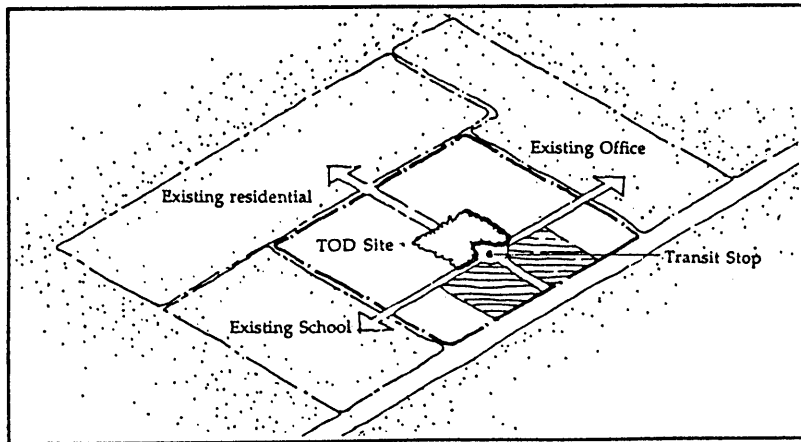 Existing Office
Existing residential
TOD Site
Transit Stop
Existing School